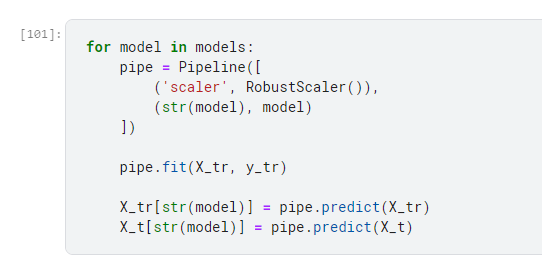 [101]:
for model in models:
    pipe = Pipeline([
        ('scaler', RobustScaler()),
        (str(model), model)
    ])
    pipe.fit(X_tr, y_tr)
    X_tr[str(model)] = pipe.predict(X_tr)
    X_t[str(model)] = pipe.predict(X_t)